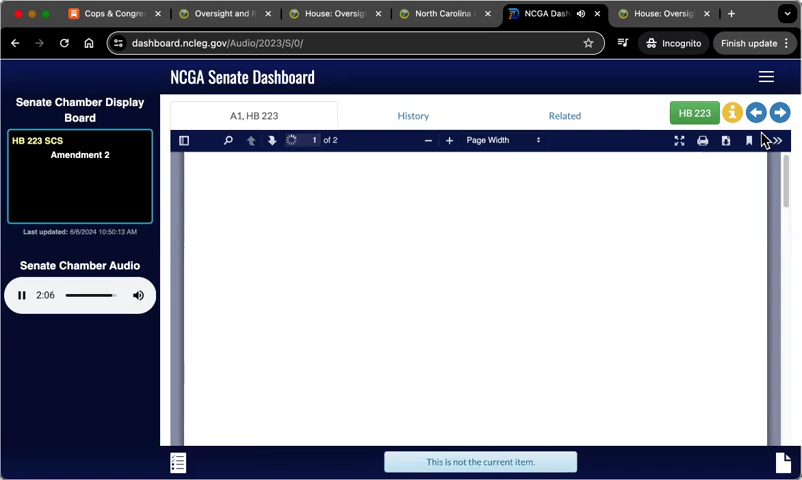 Cops & Congre
Oversight and R
House: Oversig
North Carolina
NCGA Dash
House: Oversig
dashboard.ncleg.gov/Audio/2023/S/0/
Incognito
Finish update
NCGA Senate Dashboard
Senate Chamber Display
Board
HB 223 SCS
Amendment 2
Last updated: 6/6/2024 10:50:13 AM
Senate Chamber Audio
2:06
A1, HB 223
History
Related
HB 223
1 of 2
Page Width
This is not the current item.